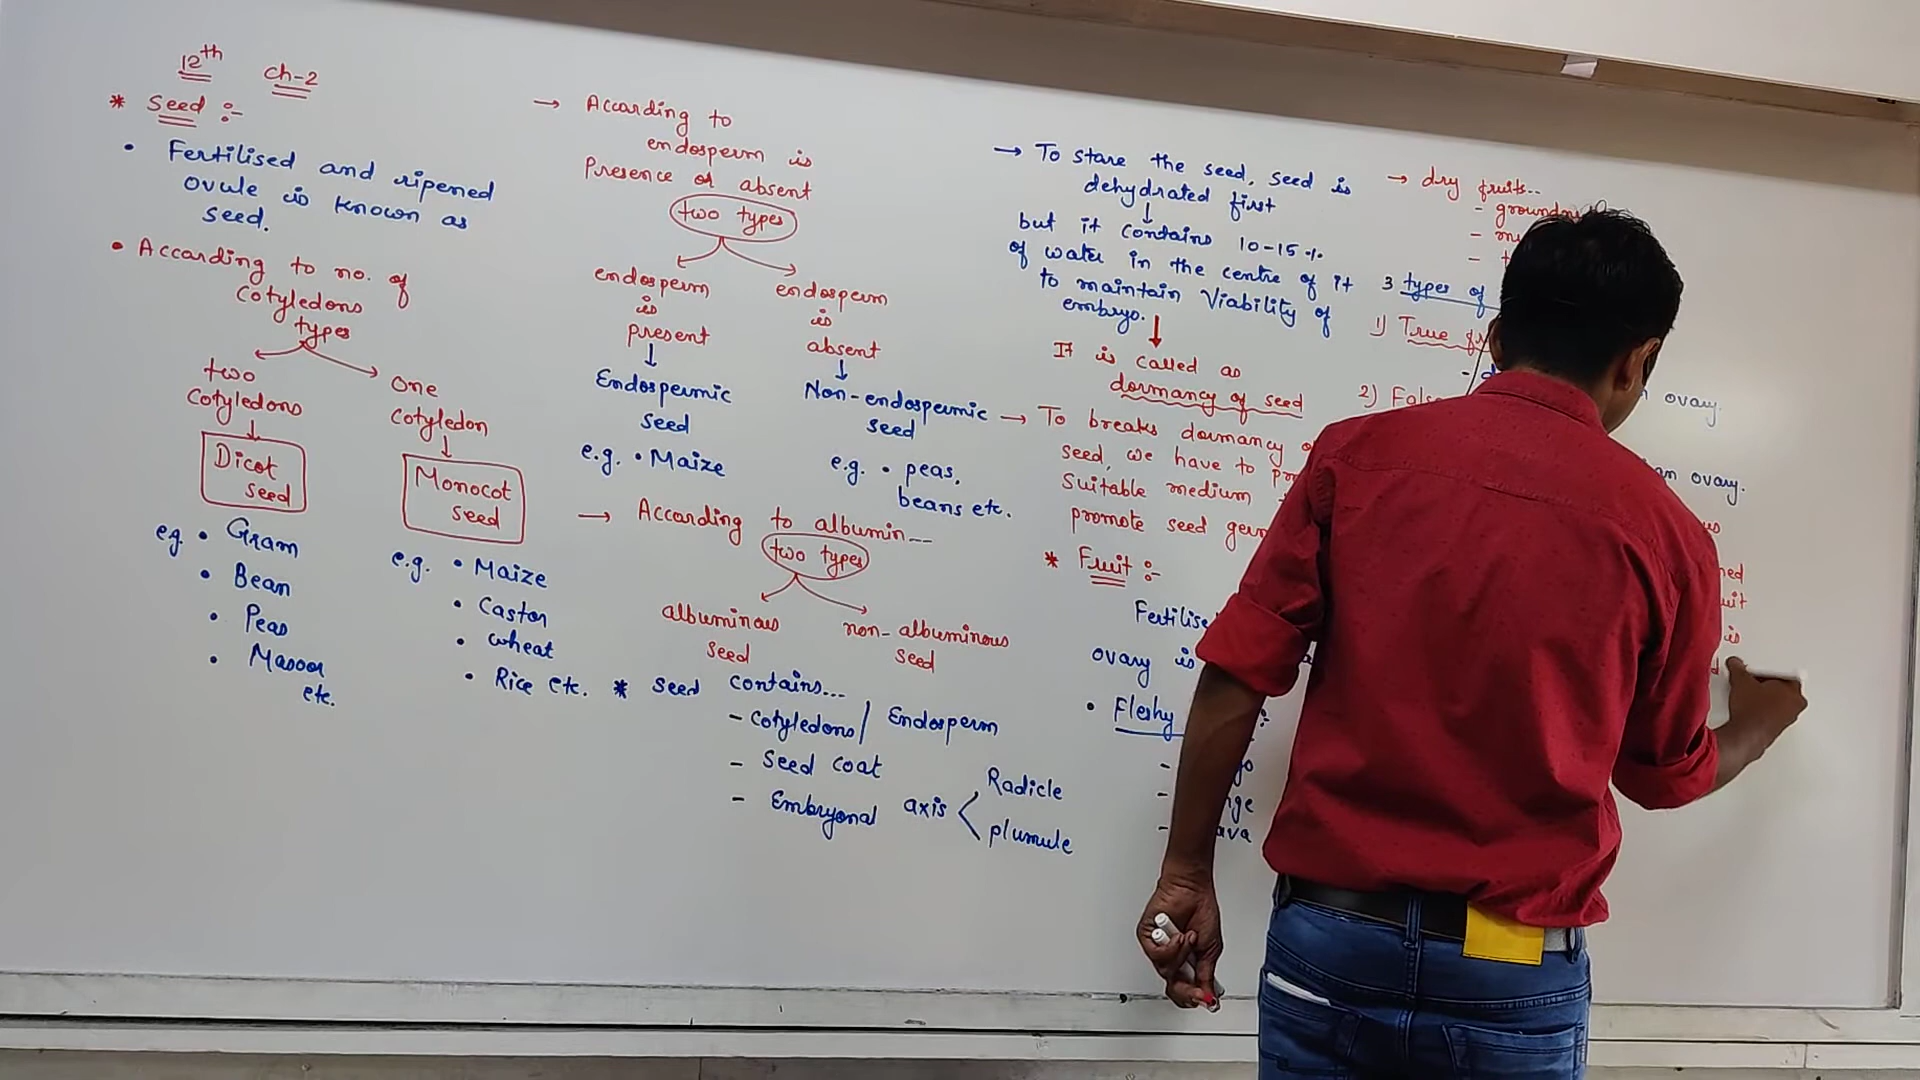 12th ch-2
* Seed :-
• Fertilised and ripened
ovule is known as
seed.
• According to no. of
cotyledons
types
two
cotyledons
Dicot
seed
e.g. • Gram
• Bean
• Peas
• Masoor
etc.
One
cotyledon
Monocot
seed
e.g. • Maize
• Castor
• wheat
• Rice etc.
→ According to
endosperm is
Presence or absent
two types
endosperm
is
present
Endospermic
seed
e.g. • Maize
endosperm
is
absent
Non-endospermic
seed
e.g. • peas,
beans etc.
→ According to albumin--
two types
albuminous
seed
non-albuminous
seed
* Seed contains...
- Cotyledons/ Endosperm
- Seed coat
- Embryonal axis
Radicle
plumule
→ To store the seed, seed is
dehydrated first
but it contains 10-15%
of water in the centre of it
to maintain Viability of
embryo.
It is called as
dormancy of seed
→ To breaks dormancy
seed, we have to
Suitable medium
promote seed
* Fruit :-
ovary is
• Fleshy
→ dry fruits..
3 types of
1) True
2)
ovary.
ovary.
is